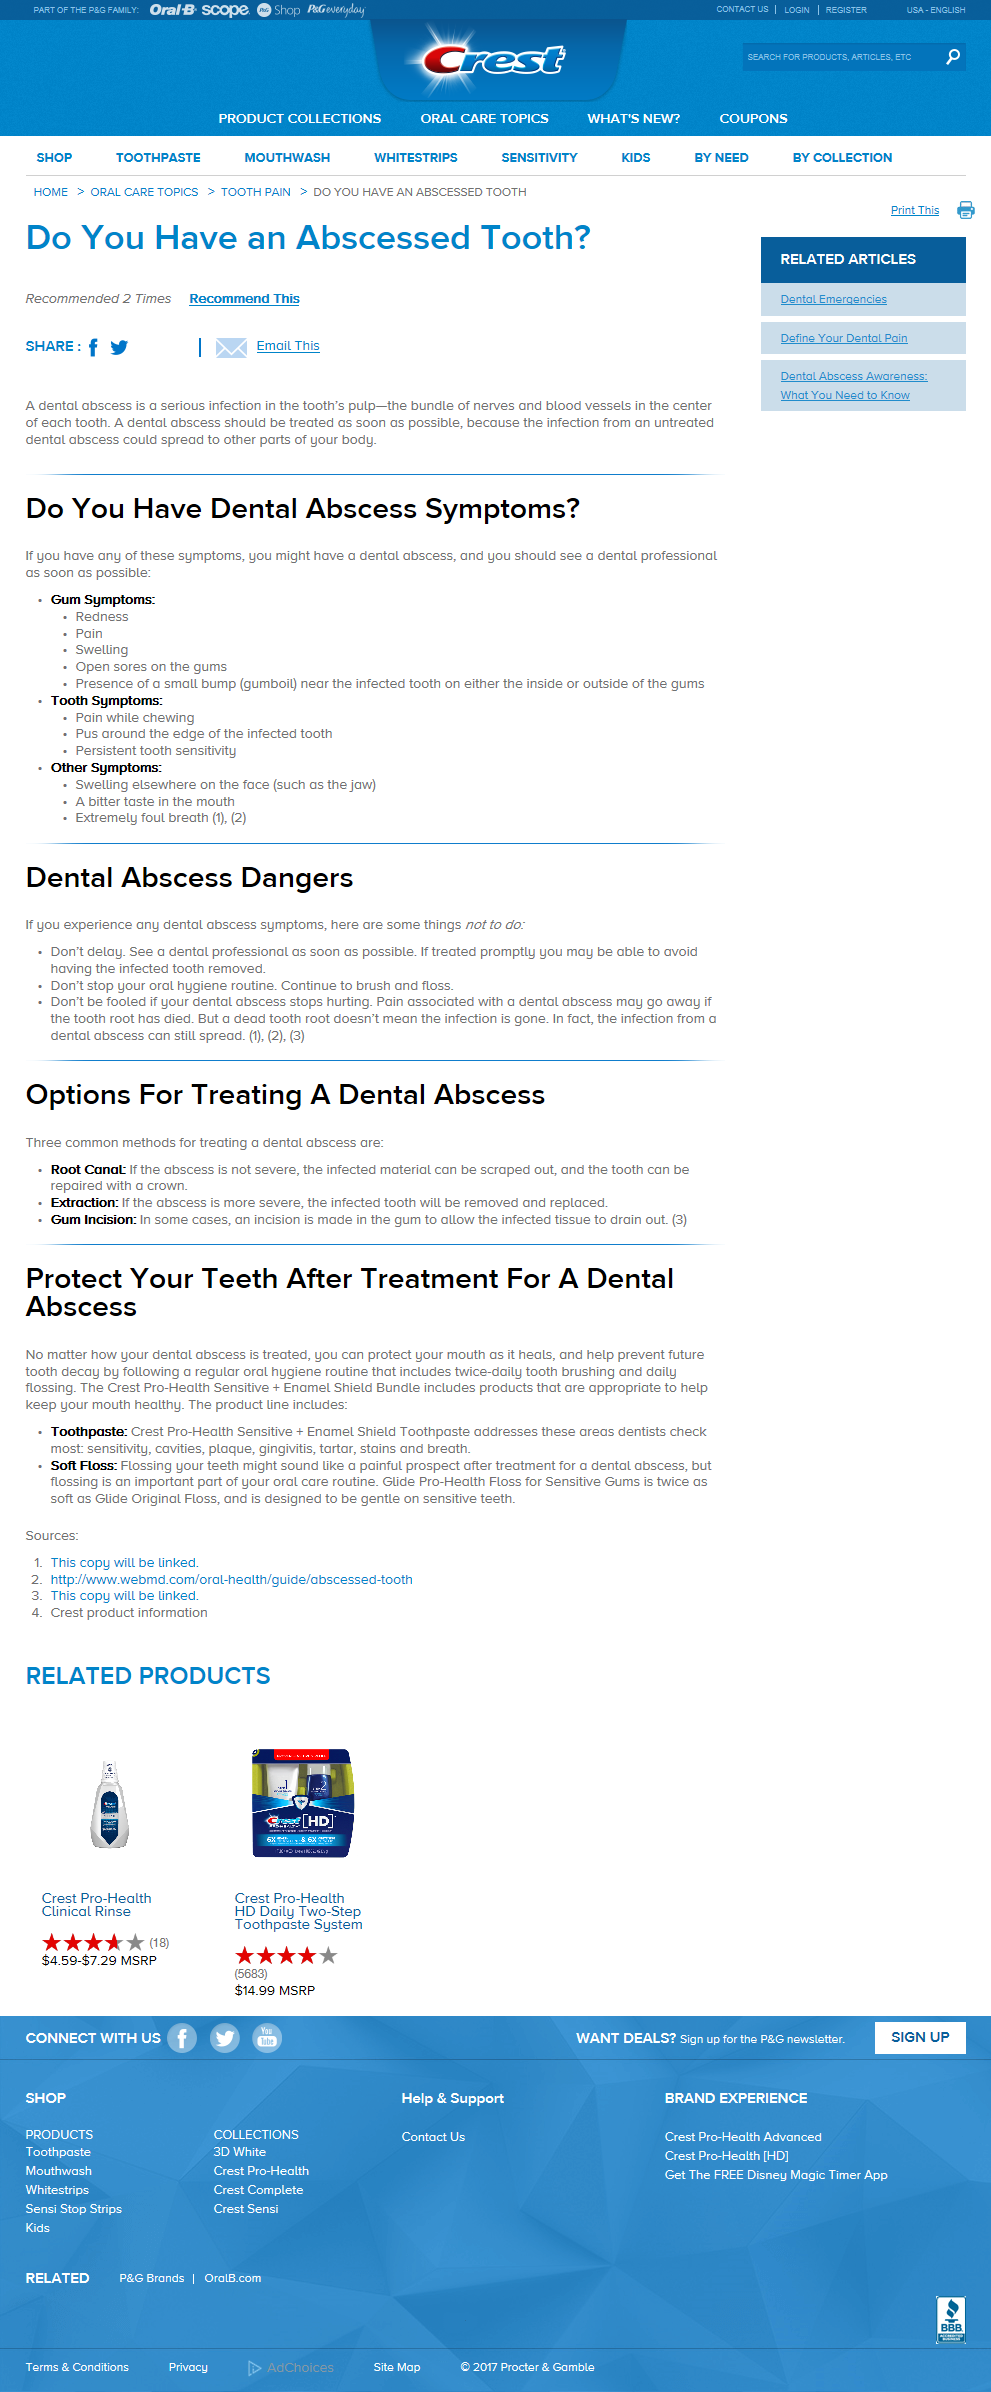 PART OF THE P&G FAMILY: Oral-B SCOPE. P&G Shop P&G everyday CONTACT US | LOGIN | REGISTER USA - ENGLISH
Crest
SEARCH FOR PRODUCTS, ARTICLES, ETC
PRODUCT COLLECTIONS ORAL CARE TOPICS WHAT'S NEW? COUPONS
SHOP TOOTHPASTE MOUTHWASH WHITESTRIPS SENSITIVITY KIDS BY NEED BY COLLECTION
HOME > ORAL CARE TOPICS > TOOTH PAIN > DO YOU HAVE AN ABSCESSED TOOTH
Print This
Do You Have an Abscessed Tooth?
Recommended 2 Times Recommend This
SHARE : | Email This
A dental abscess is a serious infection in the tooth's pulp—the bundle of nerves and blood vessels in the center
of each tooth. A dental abscess should be treated as soon as possible, because the infection from an untreated
dental abscess could spread to other parts of your body.
RELATED ARTICLES
Dental Emergencies
Define Your Dental Pain
Dental Abscess Awareness:
What You Need to Know
Do You Have Dental Abscess Symptoms?
If you have any of these symptoms, you might have a dental abscess, and you should see a dental professional
as soon as possible:
• Gum Symptoms:
• Redness
• Pain
• Swelling
• Open sores on the gums
• Presence of a small bump (gumboil) near the infected tooth on either the inside or outside of the gums
• Tooth Symptoms:
• Pain while chewing
• Pus around the edge of the infected tooth
• Persistent tooth sensitivity
• Other Symptoms:
• Swelling elsewhere on the face (such as the jaw)
• A bitter taste in the mouth
• Extremely foul breath (1), (2)
Dental Abscess Dangers
If you experience any dental abscess symptoms, here are some things not to do:
• Don't delay. See a dental professional as soon as possible. If treated promptly you may be able to avoid
having the infected tooth removed.
• Don't stop your oral hygiene routine. Continue to brush and floss.
• Don't be fooled if your dental abscess stops hurting. Pain associated with a dental abscess may go away if
the tooth root has died. But a dead tooth root doesn't mean the infection is gone. In fact, the infection from a
dental abscess can still spread. (1), (2), (3)
Options For Treating A Dental Abscess
Three common methods for treating a dental abscess are:
• Root Canal: If the abscess is not severe, the infected material can be scraped out, and the tooth can be
repaired with a crown.
• Extraction: If the abscess is more severe, the infected tooth will be removed and replaced.
• Gum Incision: In some cases, an incision is made in the gum to allow the infected tissue to drain out. (3)
Protect Your Teeth After Treatment For A Dental
Abscess
No matter how your dental abscess is treated, you can protect your mouth as it heals, and help prevent future
tooth decay by following a regular oral hygiene routine that includes twice-daily tooth brushing and daily
flossing. The Crest Pro-Health Sensitive + Enamel Shield Bundle includes products that are appropriate to help
keep your mouth healthy. The product line includes:
• Toothpaste: Crest Pro-Health Sensitive + Enamel Shield Toothpaste addresses these areas dentists check
most: sensitivity, cavities, plaque, gingivitis, tartar, stains and breath.
• Soft Floss: Flossing your teeth might sound like a painful prospect after treatment for a dental abscess, but
flossing is an important part of your oral care routine. Glide Pro-Health Floss for Sensitive Gums is twice as
soft as Glide Original Floss, and is designed to be gentle on sensitive teeth.
Sources:
1. This copy will be linked.
2. http://www.webmd.com/oral-health/guide/abscessed-tooth
3. This copy will be linked.
4. Crest product information
RELATED PRODUCTS
1 2
Crest [HD]
6X & 6X
Crest Pro-Health
Clinical Rinse
(18)
$4.59-$7.29 MSRP
Crest Pro-Health
HD Daily Two-Step
Toothpaste System
(5683)
$14.99 MSRP
CONNECT WITH US You Tube WANT DEALS? Sign up for the P&G newsletter. SIGN UP
SHOP Help & Support BRAND EXPERIENCE
PRODUCTS
Toothpaste
Mouthwash
Whitestrips
Sensi Stop Strips
Kids
COLLECTIONS
3D White
Crest Pro-Health
Crest Complete
Crest Sensi
Contact Us
Crest Pro-Health Advanced
Crest Pro-Health [HD]
Get The FREE Disney Magic Timer App
RELATED P&G Brands | OralB.com
BBB
ACCREDITED
BUSINESS
Terms & Conditions Privacy AdChoices Site Map © 2017 Procter & Gamble